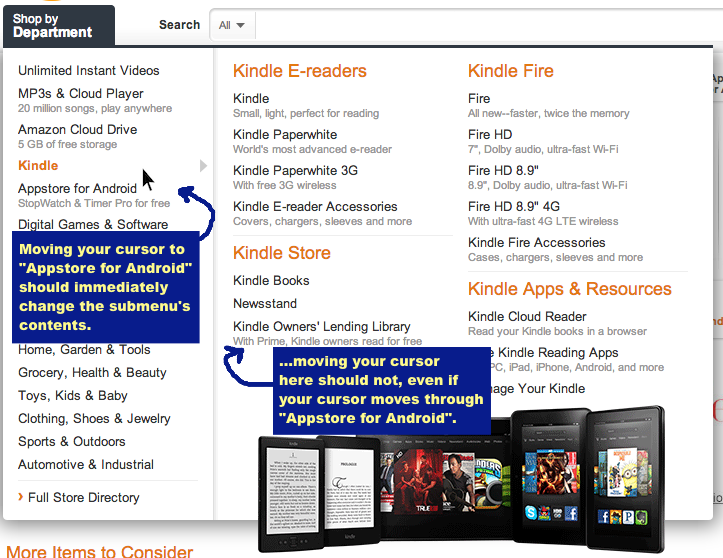 Shop by
Department
Search
All
Unlimited Instant Videos
MP3s & Cloud Player
20 million songs, play anywhere
Amazon Cloud Drive
5 GB of free storage
Kindle
Appstore for Android
StopWatch & Timer Pro for free
Digital Games & Software
Moving your cursor to
"Appstore for Android"
should immediately
change the submenu's
contents.
Home, Garden & Tools
Grocery, Health & Beauty
Toys, Kids & Baby
Clothing, Shoes & Jewelry
Sports & Outdoors
Automotive & Industrial
› Full Store Directory
More Items to Consider
Kindle E-readers
Kindle
Small, light, perfect for reading
Kindle Paperwhite
World's most advanced e-reader
Kindle Paperwhite 3G
With free 3G wireless
Kindle E-reader Accessories
Covers, chargers, sleeves and more
Kindle Store
Kindle Books
Newsstand
Kindle Owners' Lending Library
With Prime, Kindle owners read for free
...moving your cursor
here should not, even if
your cursor moves through
"Appstore for Android".
Kindle Fire
Fire
All new--faster, twice the memory
Fire HD
7", Dolby audio, ultra-fast Wi-Fi
Fire HD 8.9"
8.9", Dolby audio, ultra-fast Wi-Fi
Fire HD 8.9" 4G
With ultra-fast 4G LTE wireless
Kindle Fire Accessories
Cases, chargers, sleeves and more
Kindle Apps & Resources
Kindle Cloud Reader
Read your Kindle books in a browser
Kindle Reading Apps
PC, iPad, iPhone, Android, and more
Your Kindle
kindle
kindle
PROLOGUE
TRUE